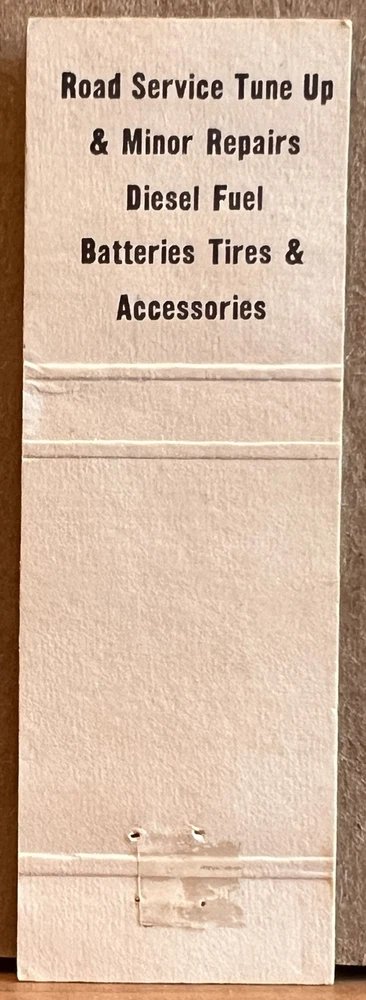 Road Service Tune Up
& Minor Repairs
Diesel Fuel
Batteries Tires &
Accessories